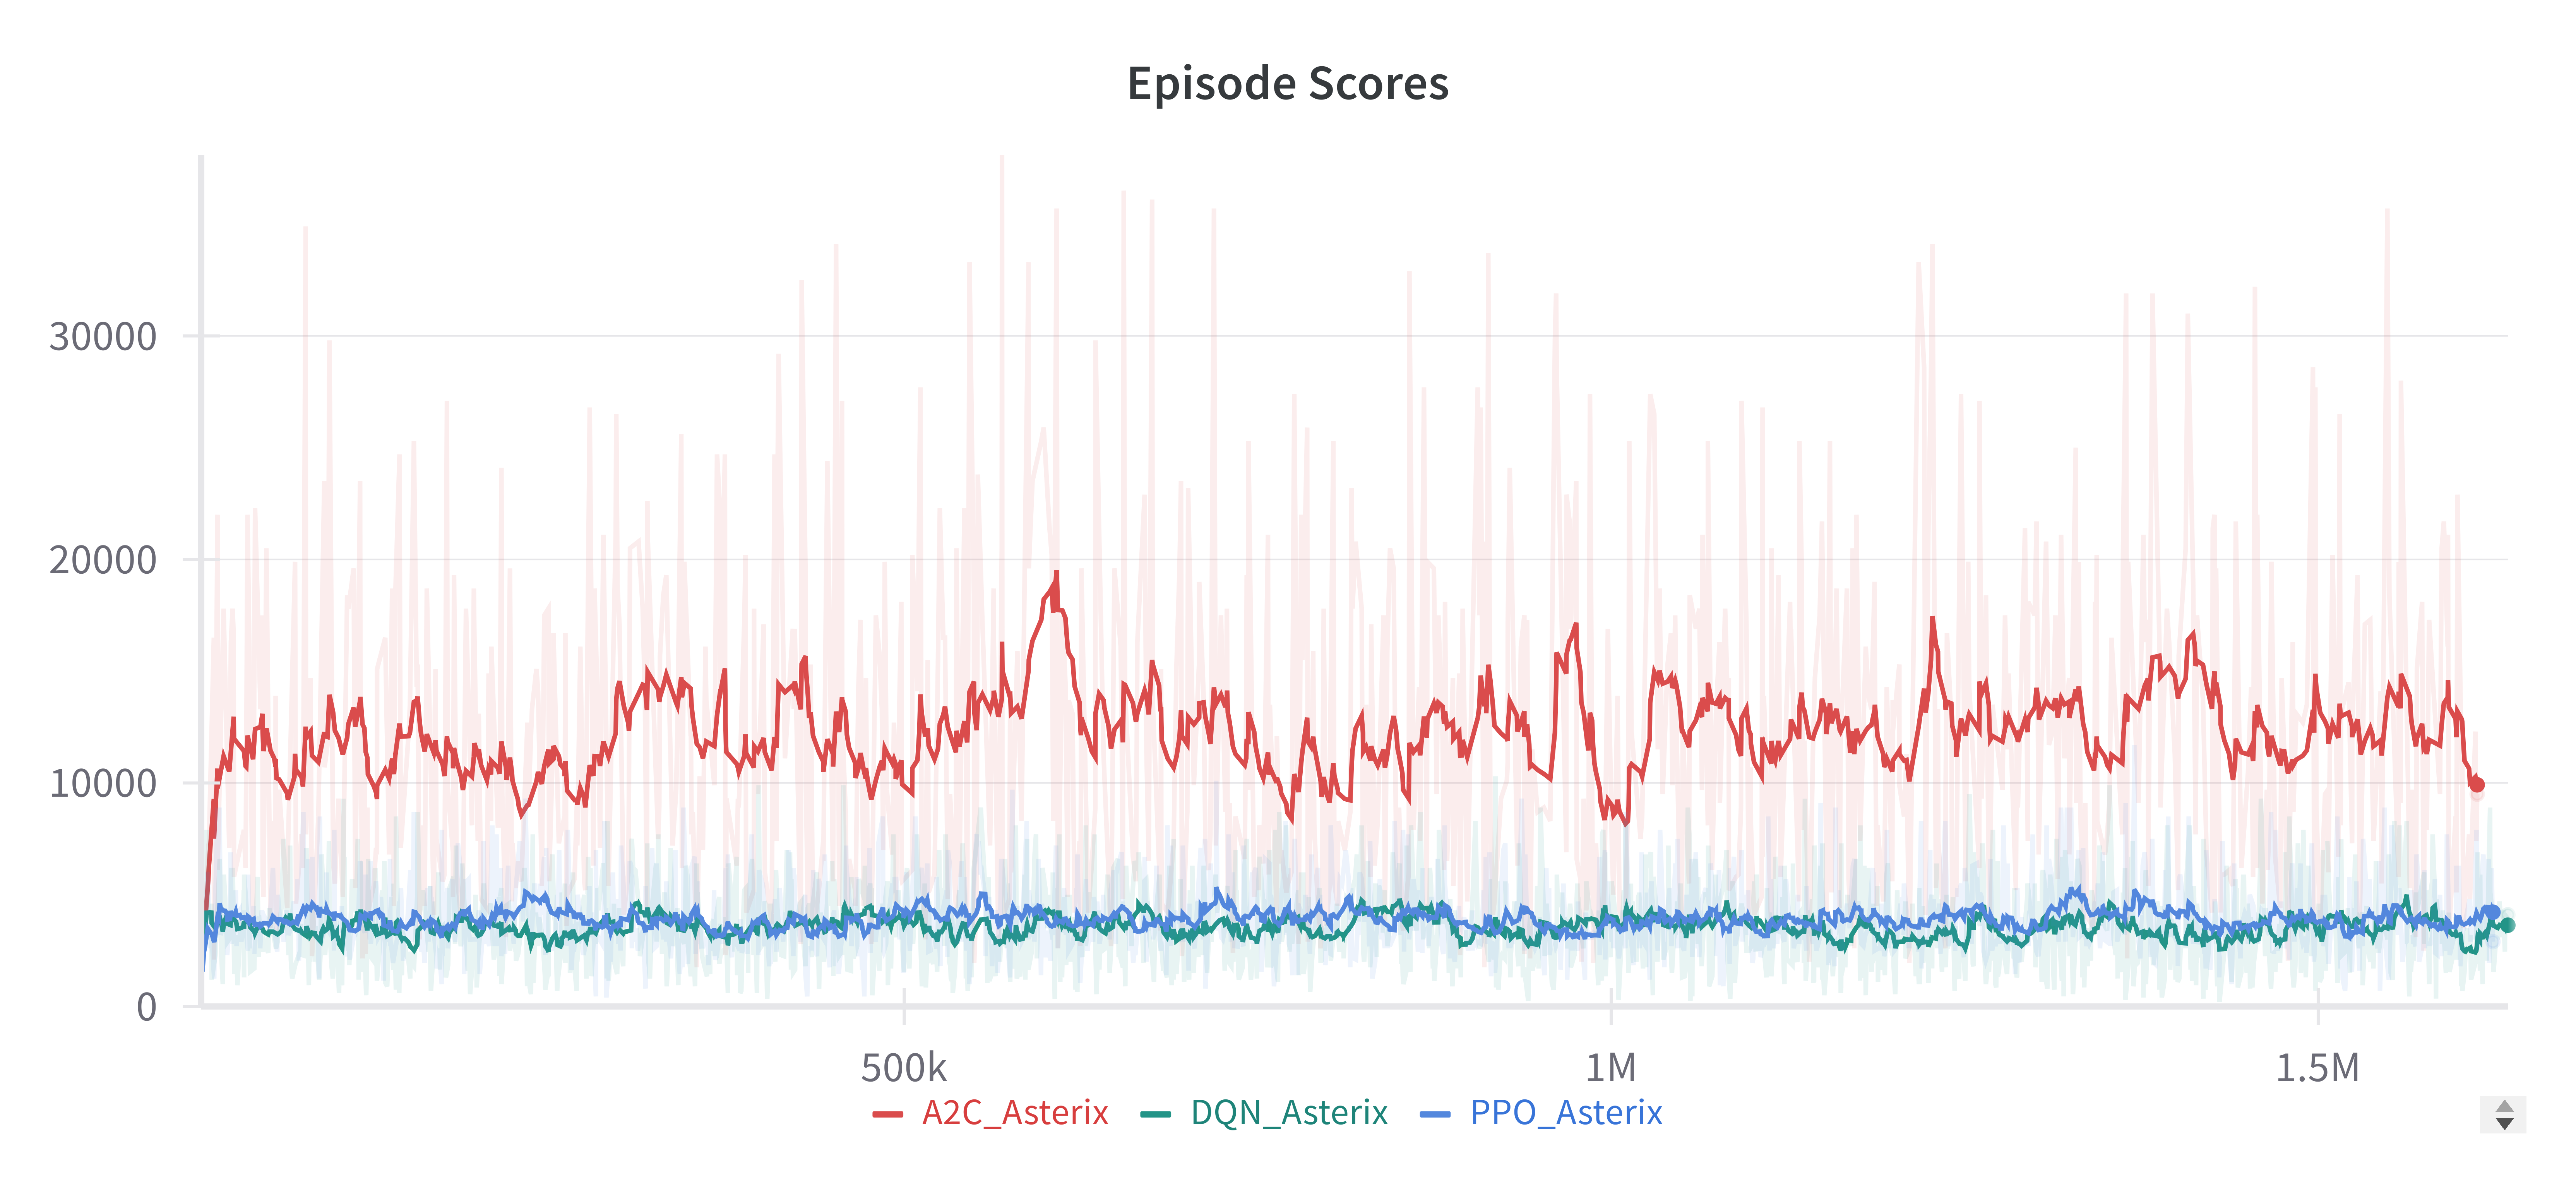 Episode Scores
30000
20000
10000
0
500k 1M 1.5M
A2C_Asterix DQN_Asterix PPO_Asterix